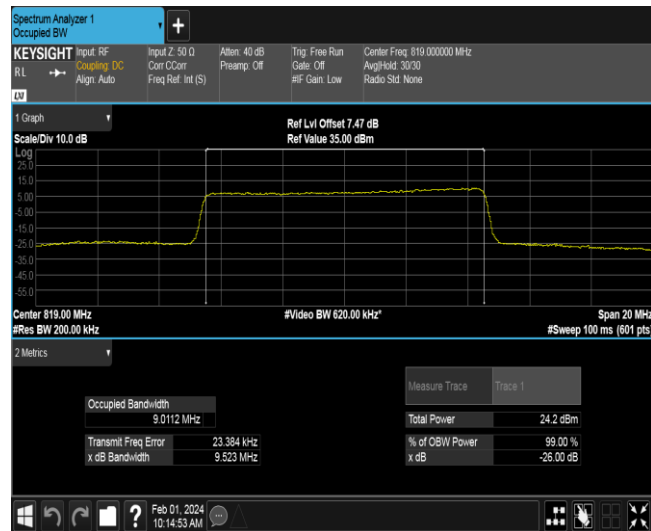 Spectrum Analyzer 1
Occupied BW
+
KEYSIGHT
RL
LXI
Input: RF
Coupling: DC
Align: Auto
Input Z: 50 Ω
Corr CCorr
Freq Ref: Int (S)
Atten: 40 dB
Preamp: Off
Trig: Free Run
Gate: Off
#IF Gain: Low
Center Freq: 819.000000 MHz
Avg|Hold: 30/30
Radio Std: None
1 Graph
Scale/Div 10.0 dB
Ref Lvl Offset 7.47 dB
Ref Value 35.00 dBm
Log
25.0
15.0
5.00
-5.00
-15.0
-25.0
-35.0
-45.0
-55.0
Center 819.00 MHz
#Video BW 620.00 kHz*
Span 20 MHz
#Res BW 200.00 kHz
#Sweep 100 ms (601 pts)
2 Metrics
Measure Trace
Trace 1
Occupied Bandwidth
9.0112 MHz
Total Power
24.2 dBm
Transmit Freq Error
23.384 kHz
% of OBW Power
99.00 %
x dB Bandwidth
9.523 MHz
x dB
-26.00 dB
?
Feb 01, 2024
10:14:53 AM